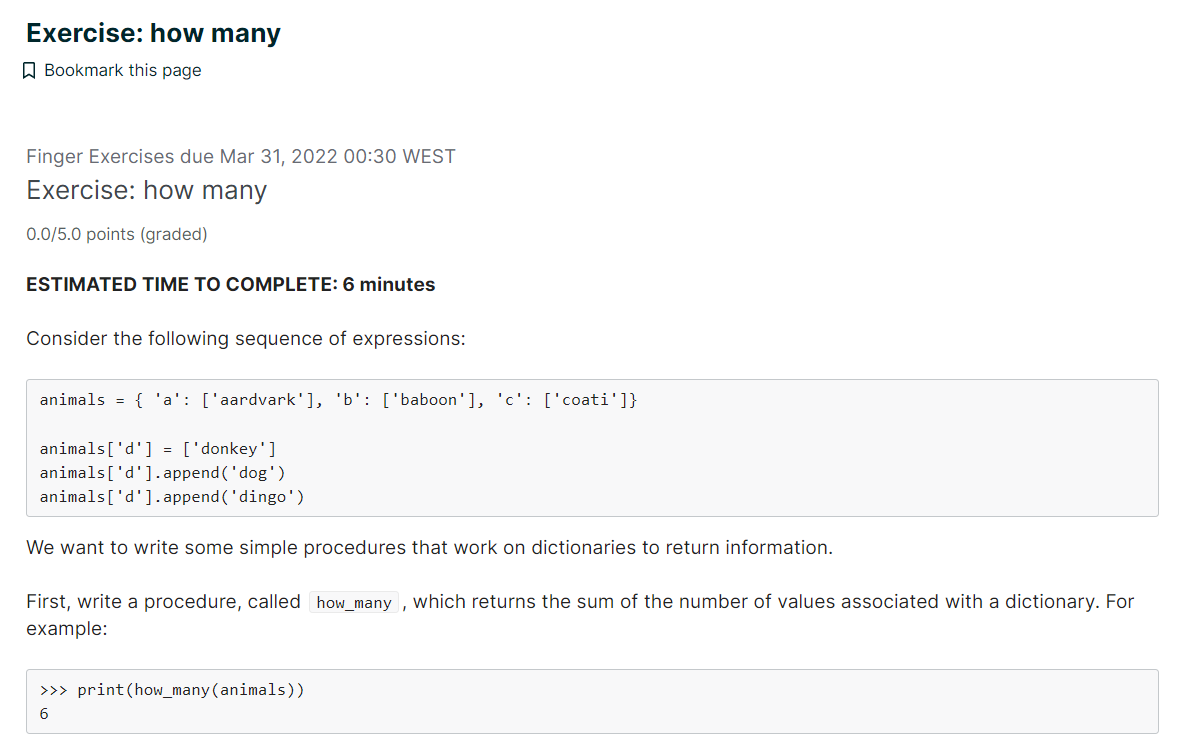 Exercise: how many
Bookmark this page
Finger Exercises due Mar 31, 2022 00:30 WEST
Exercise: how many
0.0/5.0 points (graded)
ESTIMATED TIME TO COMPLETE: 6 minutes
Consider the following sequence of expressions:
animals = { 'a': ['aardvark'], 'b': ['baboon'], 'c': ['coati']}
animals['d'] = ['donkey']
animals['d'].append('dog')
animals['d'].append('dingo')
We want to write some simple procedures that work on dictionaries to return information.
First, write a procedure, called how_many, which returns the sum of the number of values associated with a dictionary. For
example:
>>> print(how_many(animals))
6